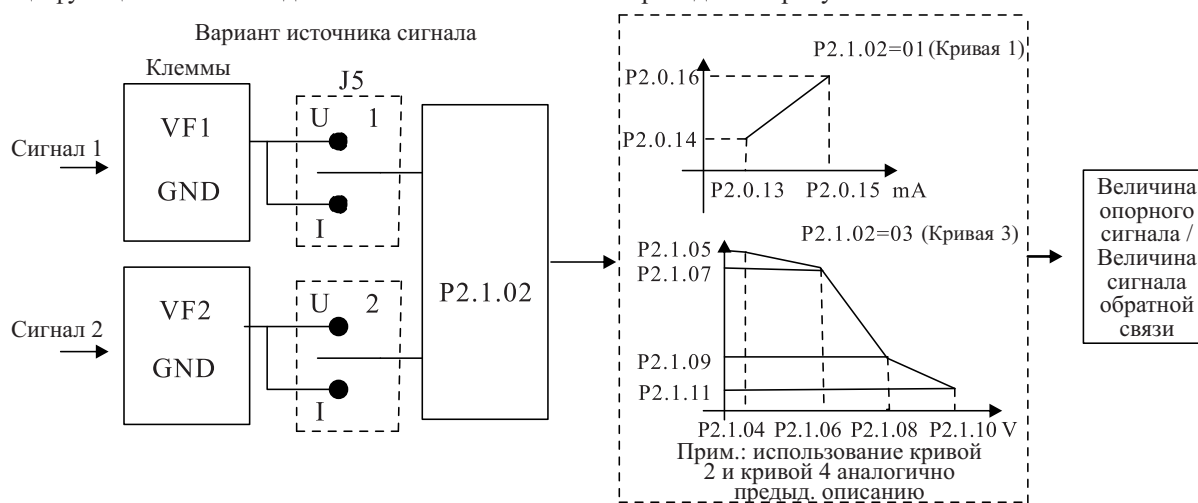 Вариант источника сигнала
Клеммы
J5
Сигнал 1
VF1
GND
U 1
I
Сигнал 2
VF2
GND
U 2
I
P2.1.02
P2.1.02=01 (Кривая 1)
P2.0.16
P2.0.14
P2.0.13 P2.0.15 mA
P2.1.02=03 (Кривая 3)
P2.1.05
P2.1.07
P2.1.09
P2.1.11
P2.1.04 P2.1.06 P2.1.08 P2.1.10 V
Прим.: использование кривой
2 и кривой 4 аналогично
предыд. описанию
Величина
опорного
сигнала /
Величина
сигнала
обратной
связи